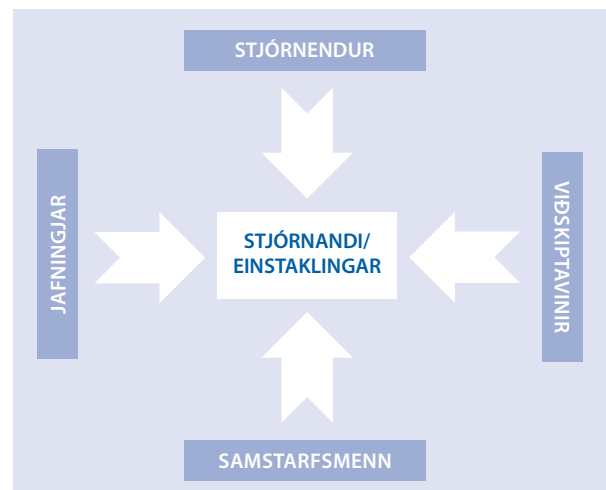 STJÓRNENDUR
JAFNINGJAR
STJÓRNANDI/
EINSTAKLINGAR
VIÐSKIPTAVINIR
SAMSTARFSMENN